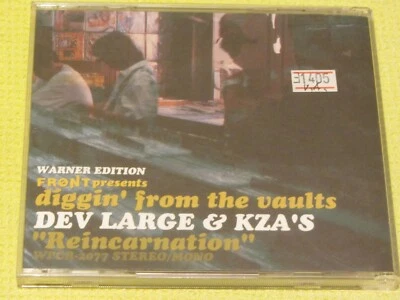 31405
WARNER EDITION
FRONT presents
diggin' from the vaults
DEV LARGE & KZA'S
"Reincarnation"
WPCR-2077 STEREO/MONO